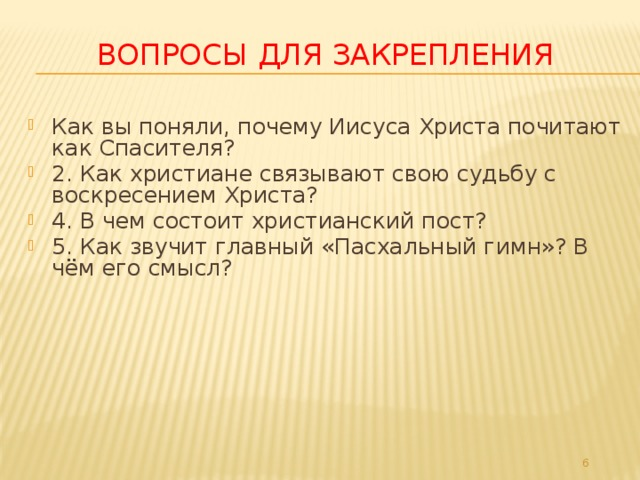 ВОПРОСЫ ДЛЯ ЗАКРЕПЛЕНИЯ
Как вы поняли, почему Иисуса Христа почитают
как Спасителя?
2. Как христиане связывают свою судьбу с
воскресением Христа?
4. В чем состоит христианский пост?
5. Как звучит главный «Пасхальный гимн»? В
чём его смысл?
6